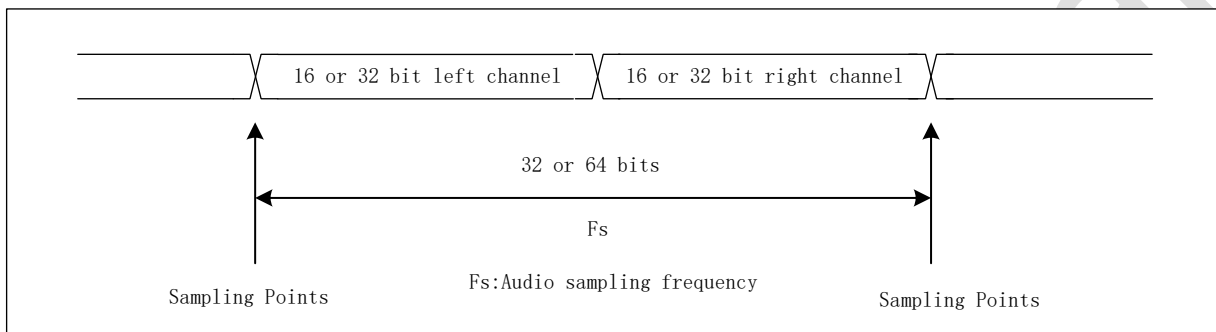 16 or 32 bit left channel
16 or 32 bit right channel
32 or 64 bits
Fs
Fs:Audio sampling frequency
Sampling Points
Sampling Points